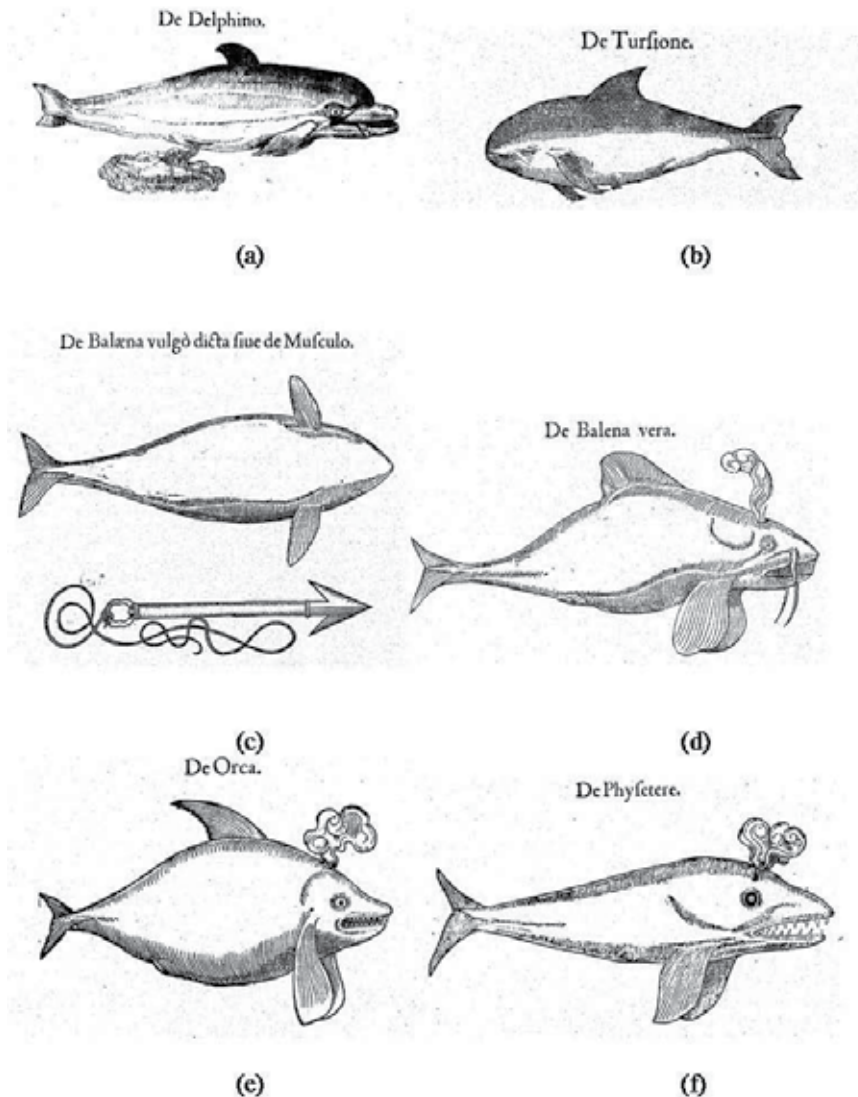 De Delphino.
De Turſione.
(a)
(b)
De Balæna vulgò dicta ſiue de Muſculo.
De Balena vera.
(c)
(d)
De Orca.
De Phyſetere.
(e)
(f)